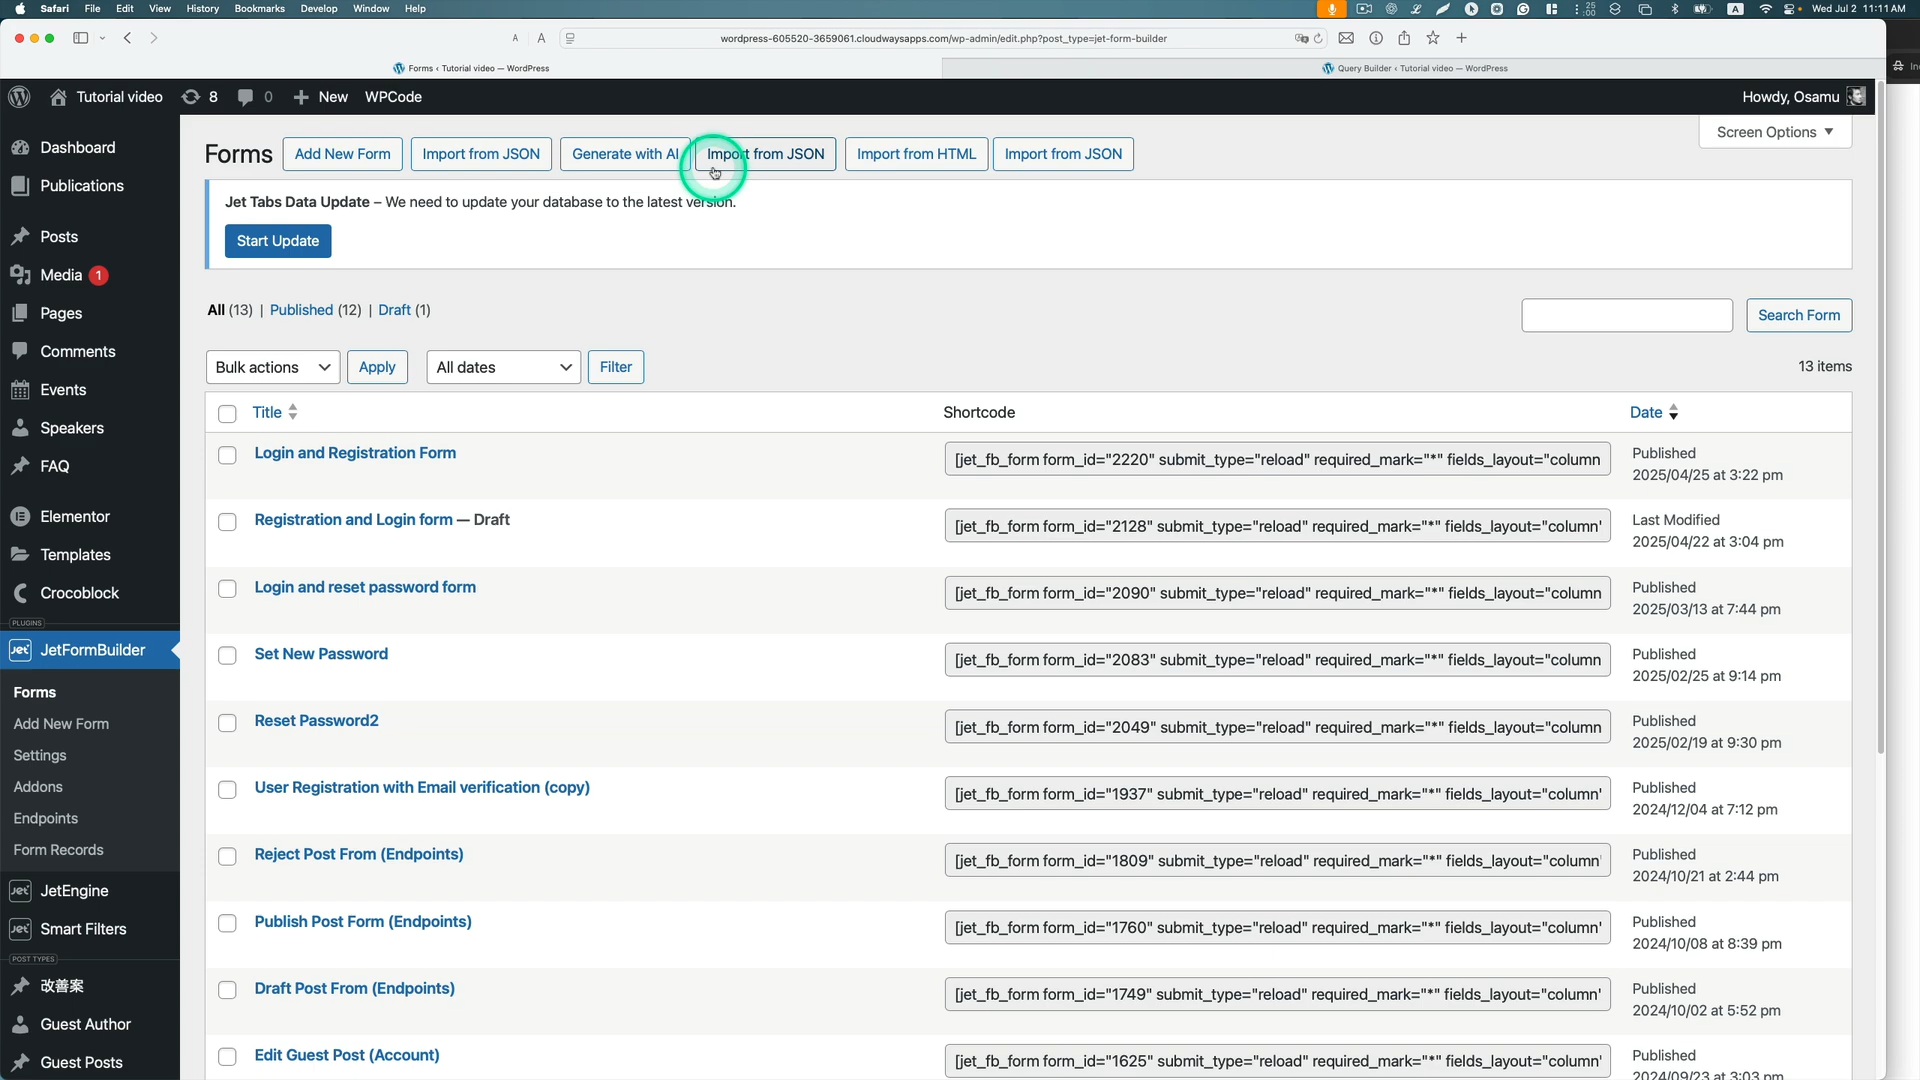 Safari File Edit View History Bookmarks Develop Window Help
25
:00
A
Wed Jul 2 11:11 AM
A A
wordpress-605520-3659061.cloudwaysapps.com/wp-admin/edit.php?post_type=jet-form-builder
Forms ‹ Tutorial video — WordPress
Query Builder ‹ Tutorial video — WordPress
Tutorial video 8 0 New WPCode
Howdy, Osamu
Dashboard
Publications
Posts
Media 1
Pages
Comments
Events
Speakers
FAQ
Elementor
Templates
Crocoblock
PLUGINS
JetFormBuilder
Forms
Add New Form
Settings
Addons
Endpoints
Form Records
JetEngine
Smart Filters
POST TYPES
改善案
Guest Author
Guest Posts
Screen Options
Forms
Add New Form
Import from JSON
Generate with AI
Import from JSON
Import from HTML
Import from JSON
Jet Tabs Data Update – We need to update your database to the latest version.
Start Update
All (13) | Published (12) | Draft (1)
Search Form
Bulk actions
Apply
All dates
Filter
13 items
Title Shortcode Date
Login and Registration Form
[jet_fb_form form_id="2220" submit_type="reload" required_mark="*" fields_layout="column
Published
2025/04/25 at 3:22 pm
Registration and Login form — Draft
[jet_fb_form form_id="2128" submit_type="reload" required_mark="*" fields_layout="column'
Last Modified
2025/04/22 at 3:04 pm
Login and reset password form
[jet_fb_form form_id="2090" submit_type="reload" required_mark="*" fields_layout="column
Published
2025/03/13 at 7:44 pm
Set New Password
[jet_fb_form form_id="2083" submit_type="reload" required_mark="*" fields_layout="column
Published
2025/02/25 at 9:14 pm
Reset Password2
[jet_fb_form form_id="2049" submit_type="reload" required_mark="*" fields_layout="column
Published
2025/02/19 at 9:30 pm
User Registration with Email verification (copy)
[jet_fb_form form_id="1937" submit_type="reload" required_mark="*" fields_layout="column'
Published
2024/12/04 at 7:12 pm
Reject Post From (Endpoints)
[jet_fb_form form_id="1809" submit_type="reload" required_mark="*" fields_layout="column'
Published
2024/10/21 at 2:44 pm
Publish Post Form (Endpoints)
[jet_fb_form form_id="1760" submit_type="reload" required_mark="*" fields_layout="column'
Published
2024/10/08 at 8:39 pm
Draft Post From (Endpoints)
[jet_fb_form form_id="1749" submit_type="reload" required_mark="*" fields_layout="column'
Published
2024/10/02 at 5:52 pm
Edit Guest Post (Account)
[jet_fb_form form_id="1625" submit_type="reload" required_mark="*" fields_layout="column'
Published
2024/09/23 at 3:03 pm